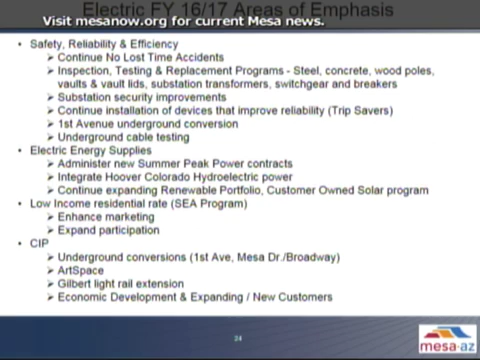 Electric FY 16/17 Areas of Emphasis
Visit mesanow.org for current Mesa news.
• Safety, Reliability & Efficiency
➢ Continue No Lost Time Accidents
➢ Inspection, Testing & Replacement Programs - Steel, concrete, wood poles,
vaults & vault lids, substation transformers, switchgear and breakers
➢ Substation security improvements
➢ Continue installation of devices that improve reliability (Trip Savers)
➢ 1st Avenue underground conversion
➢ Underground cable testing
• Electric Energy Supplies
➢ Administer new Summer Peak Power contracts
➢ Integrate Hoover Colorado Hydroelectric power
➢ Continue expanding Renewable Portfolio, Customer Owned Solar program
• Low Income residential rate (SEA Program)
➢ Enhance marketing
➢ Expand participation
• CIP
➢ Underground conversions (1st Ave, Mesa Dr./Broadway)
➢ ArtSpace
➢ Gilbert light rail extension
➢ Economic Development & Expanding / New Customers
24
mesa·az